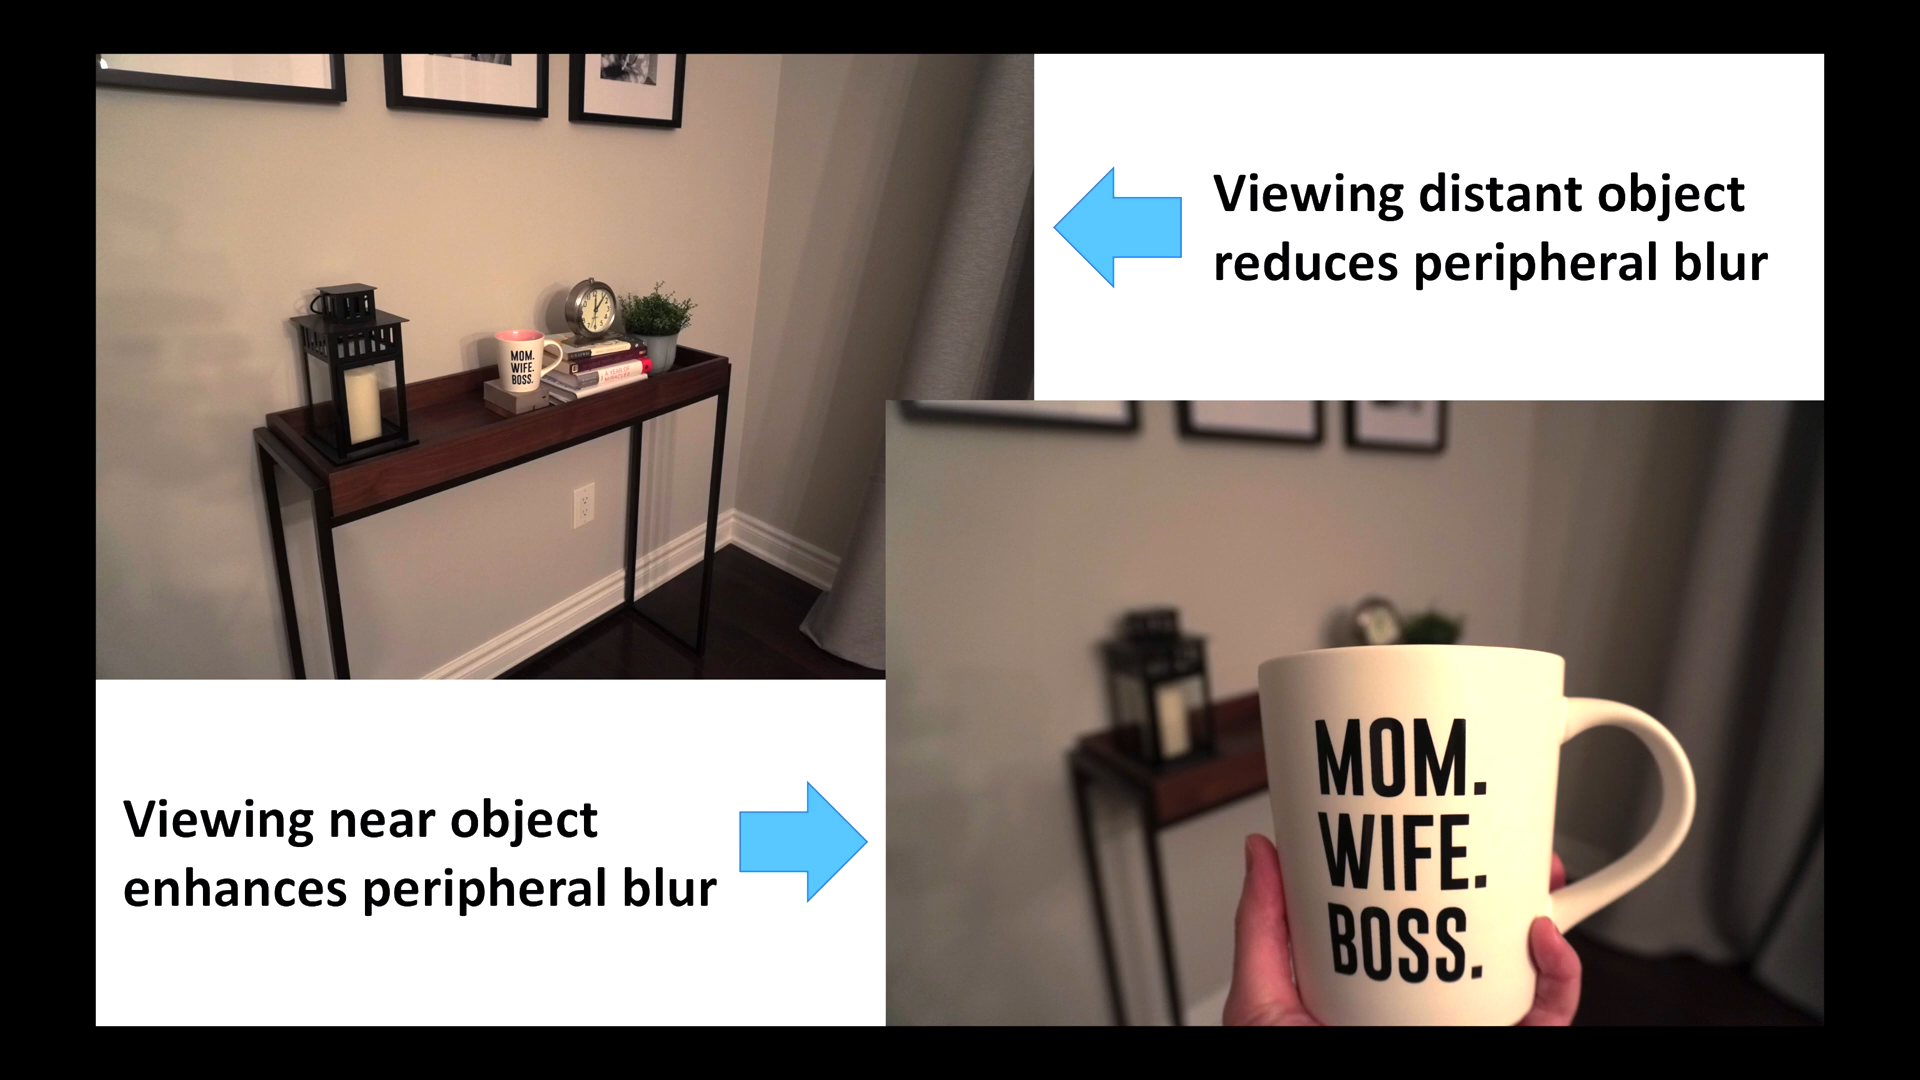 Viewing distant object
reduces peripheral blur
MOM.
WIFE.
BOSS.
Viewing near object
enhances peripheral blur
MOM.
WIFE.
BOSS.